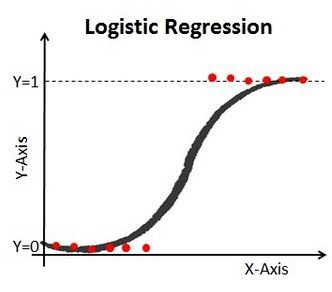 Logistic Regression
Y=1
Y-Axis
Y=0
X-Axis